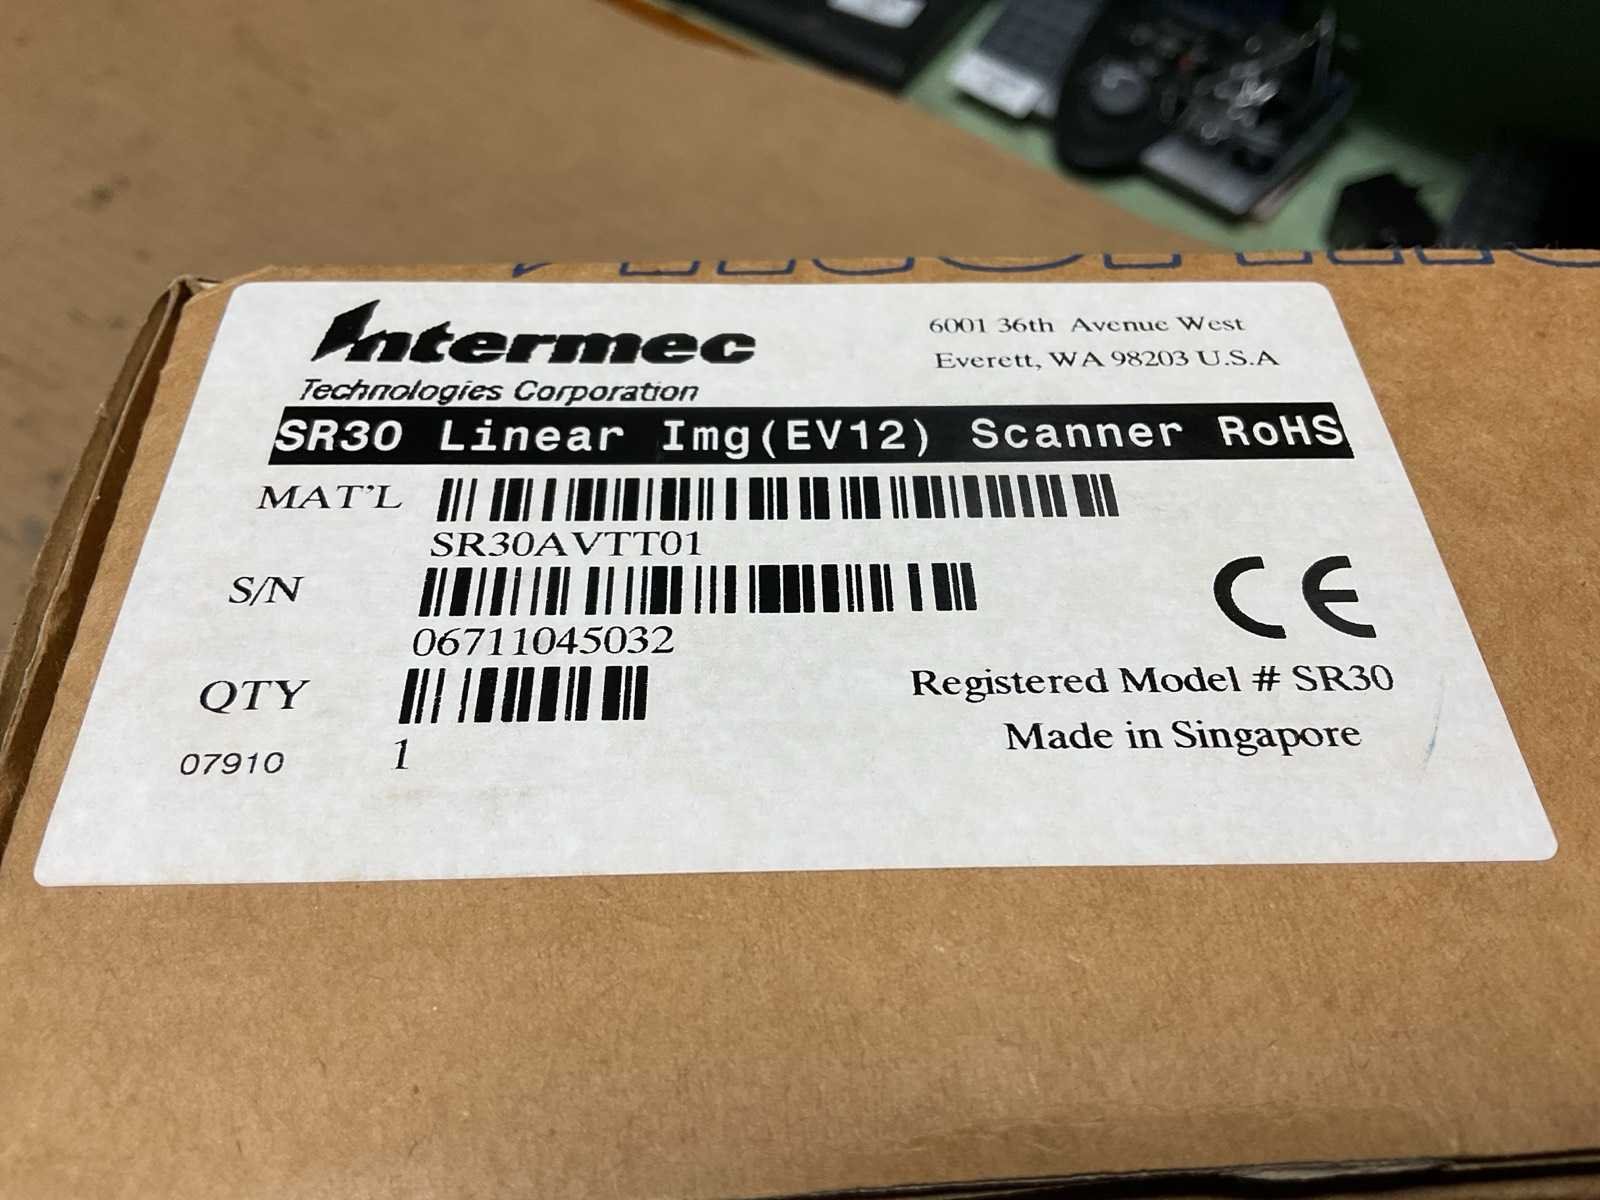 Intermec
Technologies Corporation
6001 36th Avenue West
Everett, WA 98203 U.S.A
SR30 Linear Img(EV12) Scanner RoHS
MAT'L
SR30AVTT01
S/N
06711045032
QTY
1
07910
Registered Model # SR30
Made in Singapore
CE